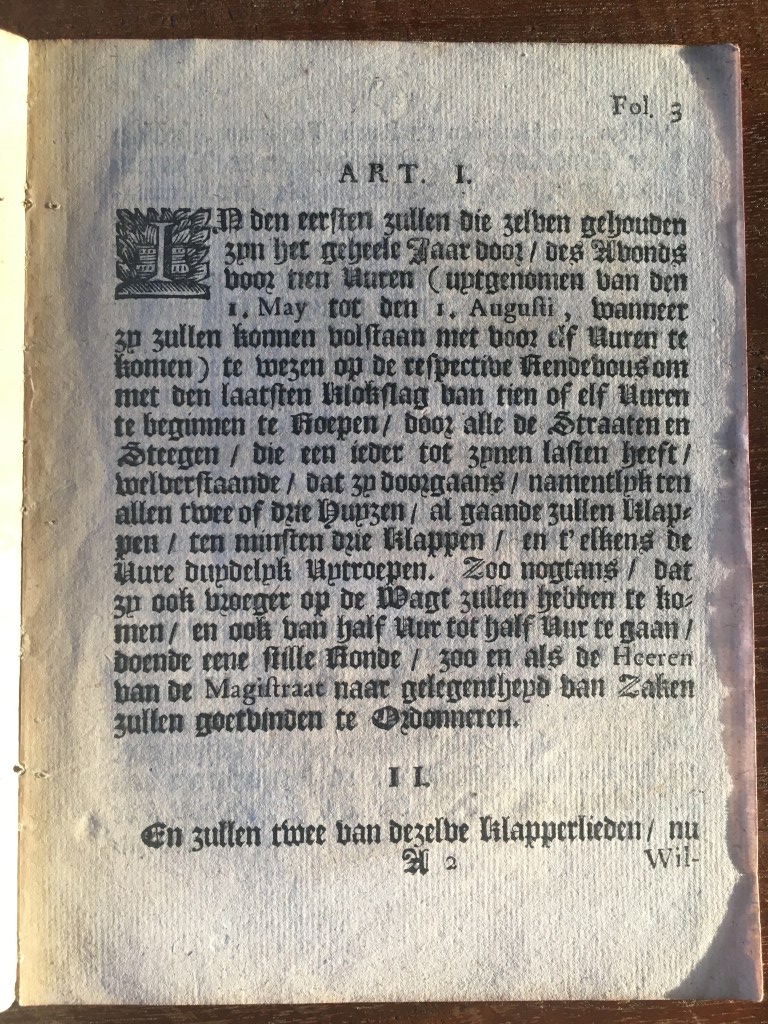 Fol. 3
ART. I.
IN den eersten zullen die zelven gehouden
zyn het geheele Jaar door / des Avonds
voor tien Uuren (uytgenomen van den
1. May tot den 1. Augusti, wanneer
zy zullen konnen volstaan met voor elf Uuren te
komen) te wezen op de respective Rendevous om
met den laatsten Klokslag van tien of elf Uuren
te beginnen te Roepen / door alle de Straaten en
Steegen / die een ieder tot zynen lasten heeft /
welverstaande / dat zy doorgaans / namentlyk ten
allen twee of drie Huyzen / al gaande zullen Klap-
pen / ten minsten drie Klappen / en t'elkens de
Uure duydelyk Uytroepen. Zoo nogtans / dat
zy ook vroeger op de Wagt zullen hebben te ko-
men / en ook van half Uur tot half Uur te gaan /
doende eene stille Ronde / zoo en als de Heeren
van de Magistraat naar gelegentheyd van Zaken
zullen goetvinden te Ordonneren.
II.
En zullen twee van dezelve Klapperlieden / nu
A 2 Wil-